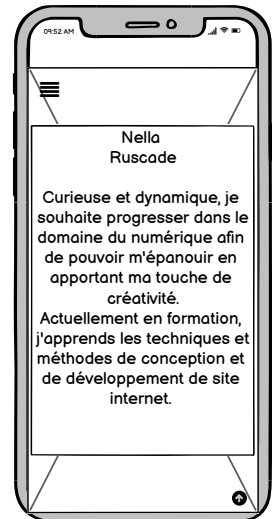 09:52 AM
Nella
Ruscade
Curieuse et dynamique, je
souhaite progresser dans le
domaine du numérique afin
de pouvoir m'épanouir en
apportant ma touche de
créativité.
Actuellement en formation,
j'apprends les techniques et
méthodes de conception et
de développement de site
internet.